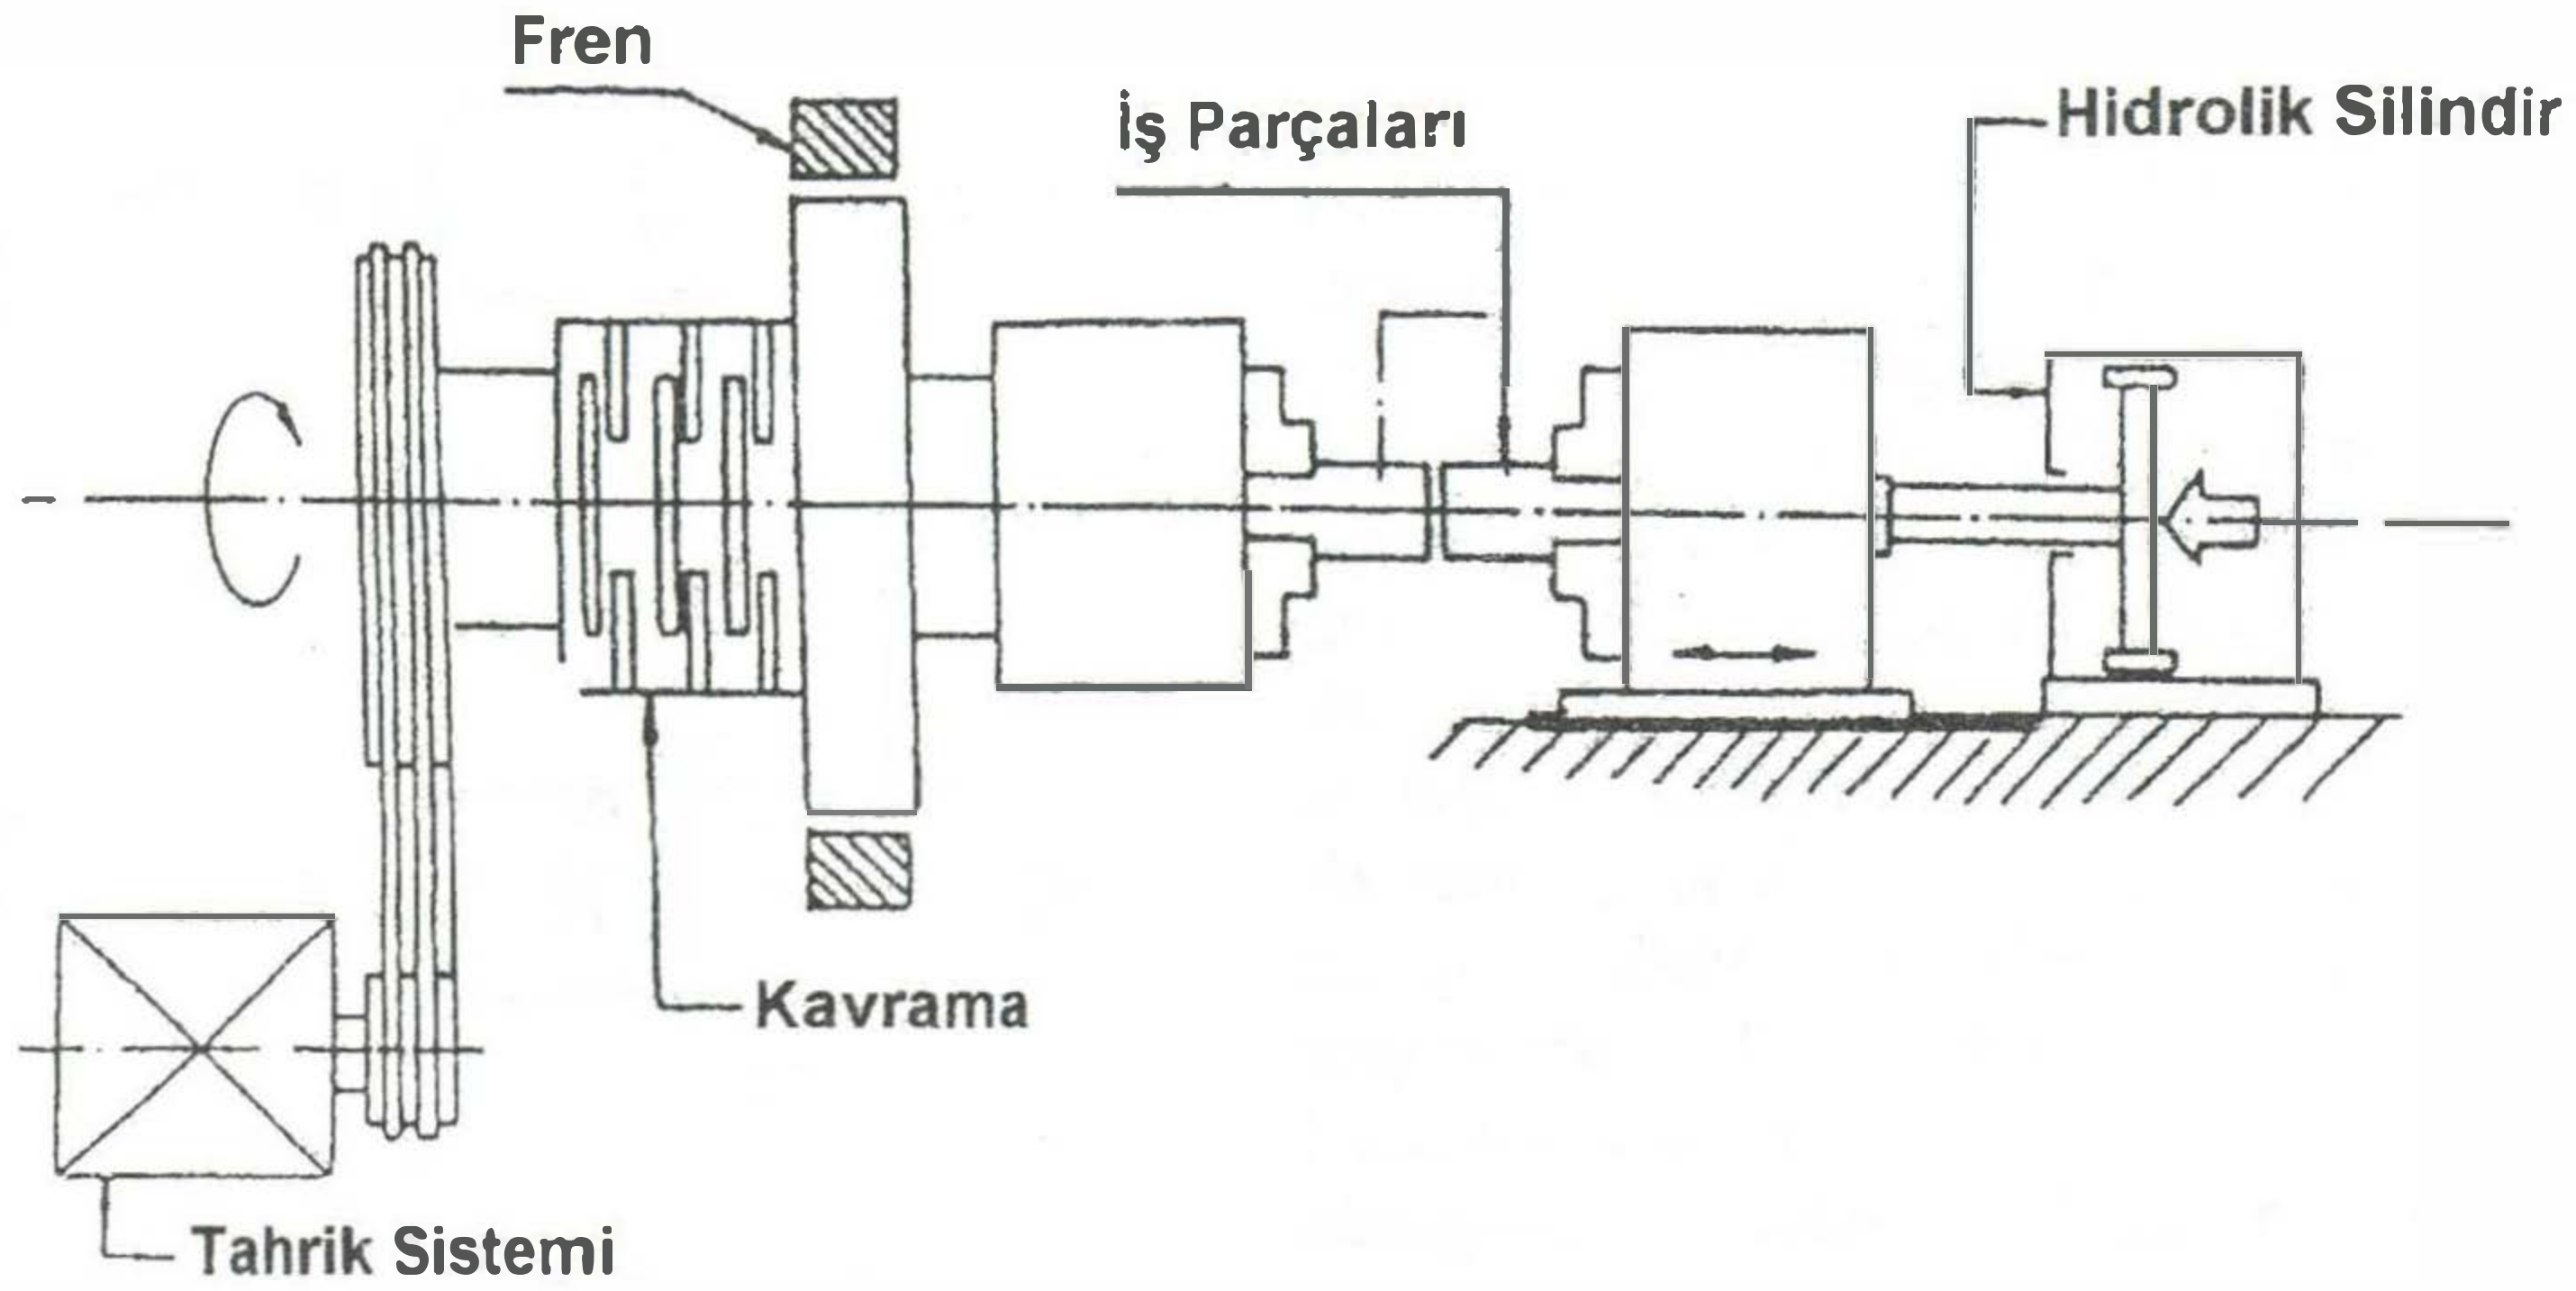 Fren
İş Parçaları
Hidrolik Silindir
Kavrama
Tahrik Sistemi